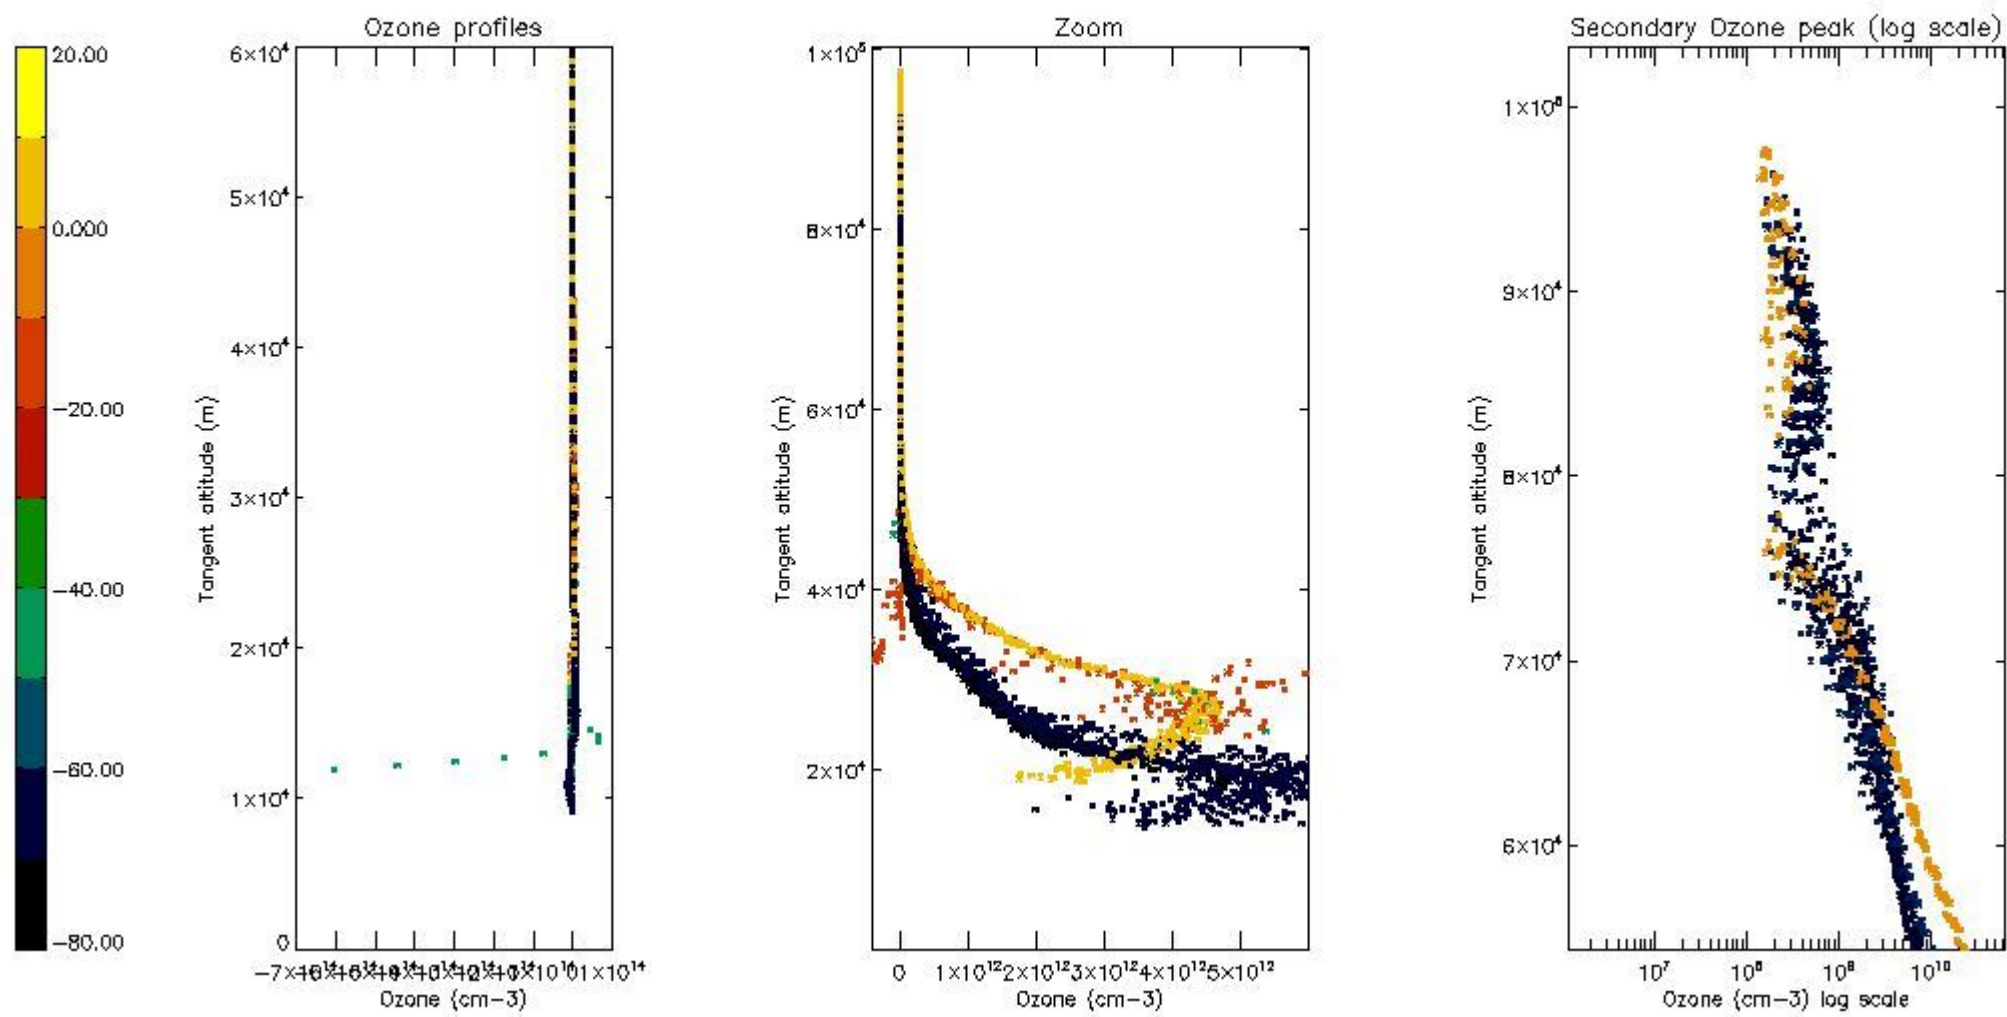 Ozone profiles
Zoom
Secondary Ozone peak (log scale)
20.00
0.000
−20.00
−40.00
−60.00
−80.00
Tangent altitude (m)
6×10⁴
5×10⁴
4×10⁴
3×10⁴
2×10⁴
1×10⁴
0
1×10¹⁴
Ozone (cm−3)
Tangent altitude (m)
1×10⁵
8×10⁴
6×10⁴
4×10⁴
2×10⁴
0 1×10¹² 2×10¹² 3×10¹² 4×10¹² 5×10¹²
Ozone (cm−3)
Tangent altitude (m)
1×10⁵
9×10⁴
8×10⁴
7×10⁴
6×10⁴
10⁷ 10⁸ 10⁹ 10¹⁰
Ozone (cm−3) log scale